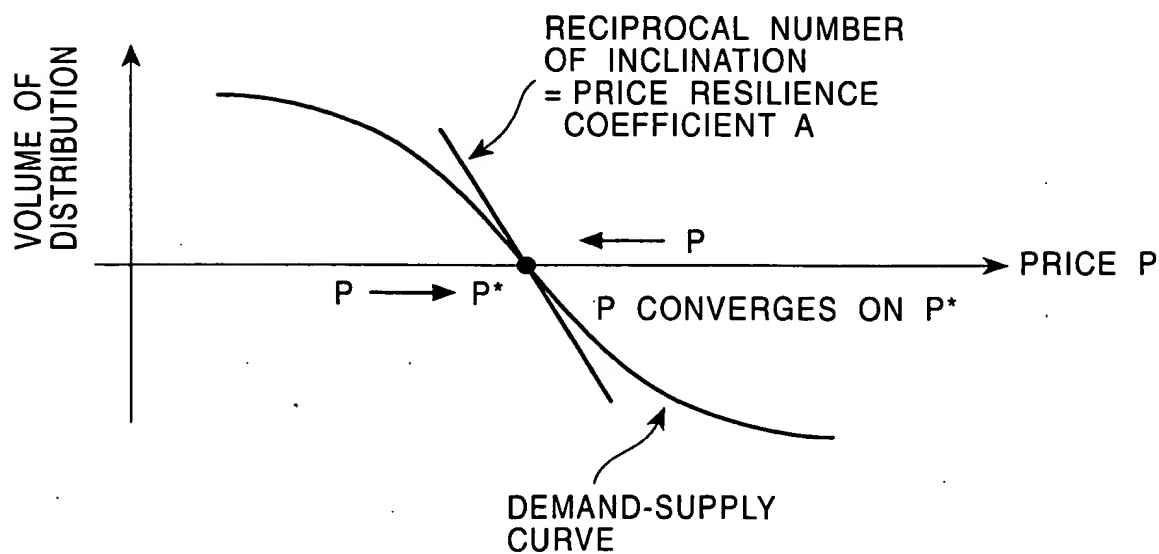 RECIPROCAL NUMBER
OF INCLINATION
= PRICE RESILIENCE
COEFFICIENT A
VOLUME OF
DISTRIBUTION
P
PRICE P
P
P*
P CONVERGES ON P*
DEMAND-SUPPLY
CURVE